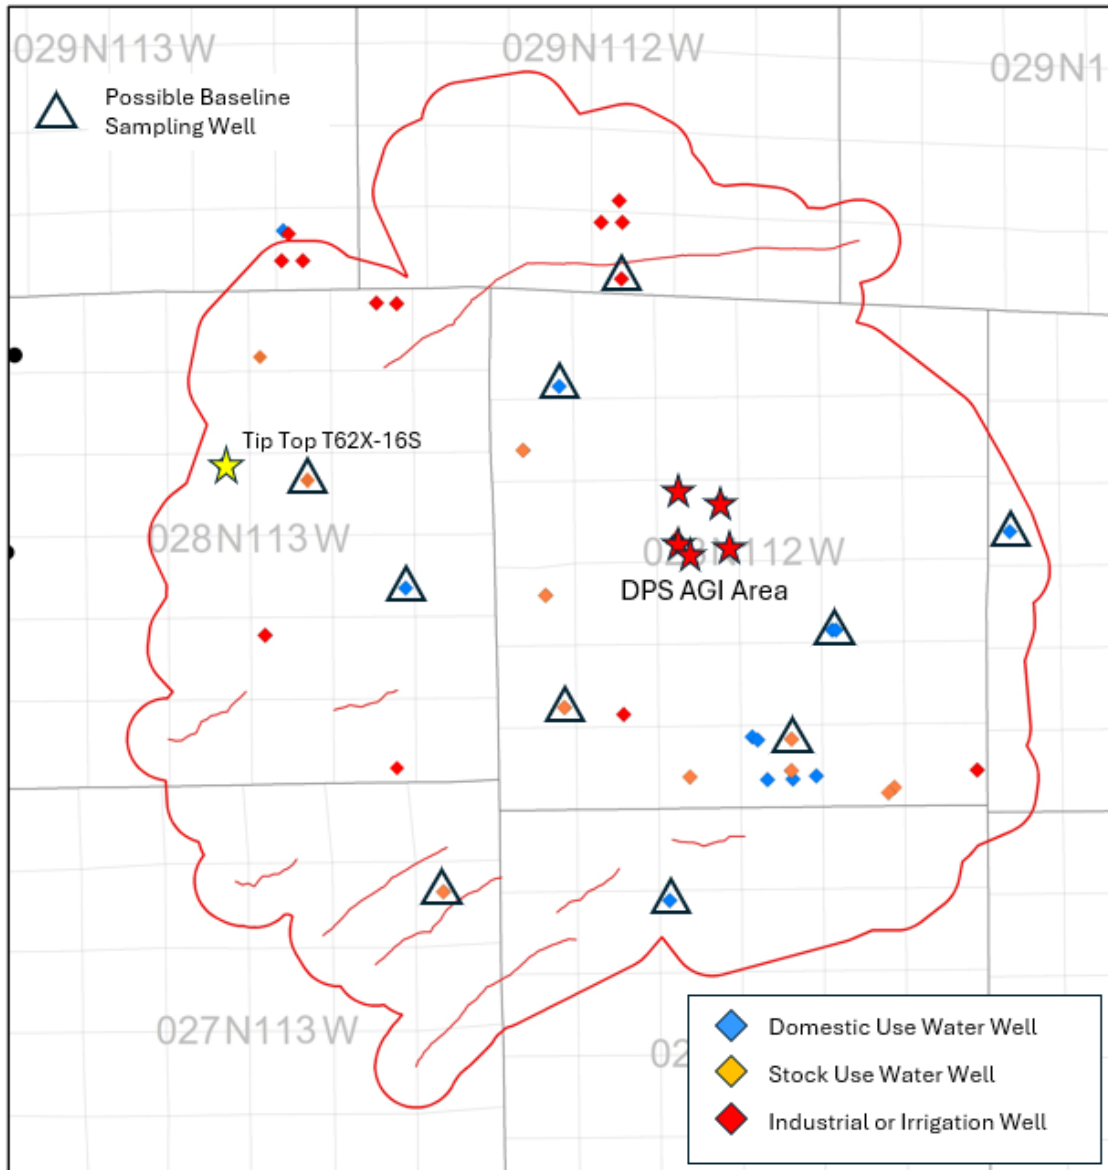 029N113W
029N112W
029N1
Possible Baseline
Sampling Well
Tip Top T62X-16S
028N113W
028N112W
DPS AGI Area
027N113W
02
Domestic Use Water Well
Stock Use Water Well
Industrial or Irrigation Well